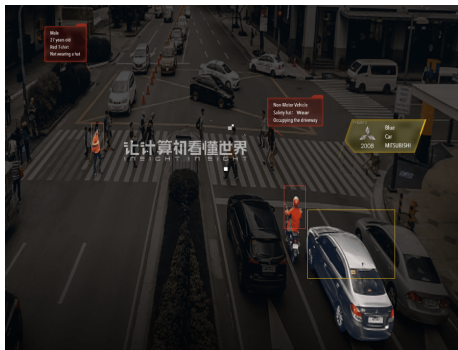 Male
27 years old
Red T-shirt
Not wearing a hat
Non-Motor Vehicle
Safety hat: Wear
Occupying the driveway
Blue
Car
2008 MITSUBISHI
让计算机看懂世界
INSIGHT IN SIGHT